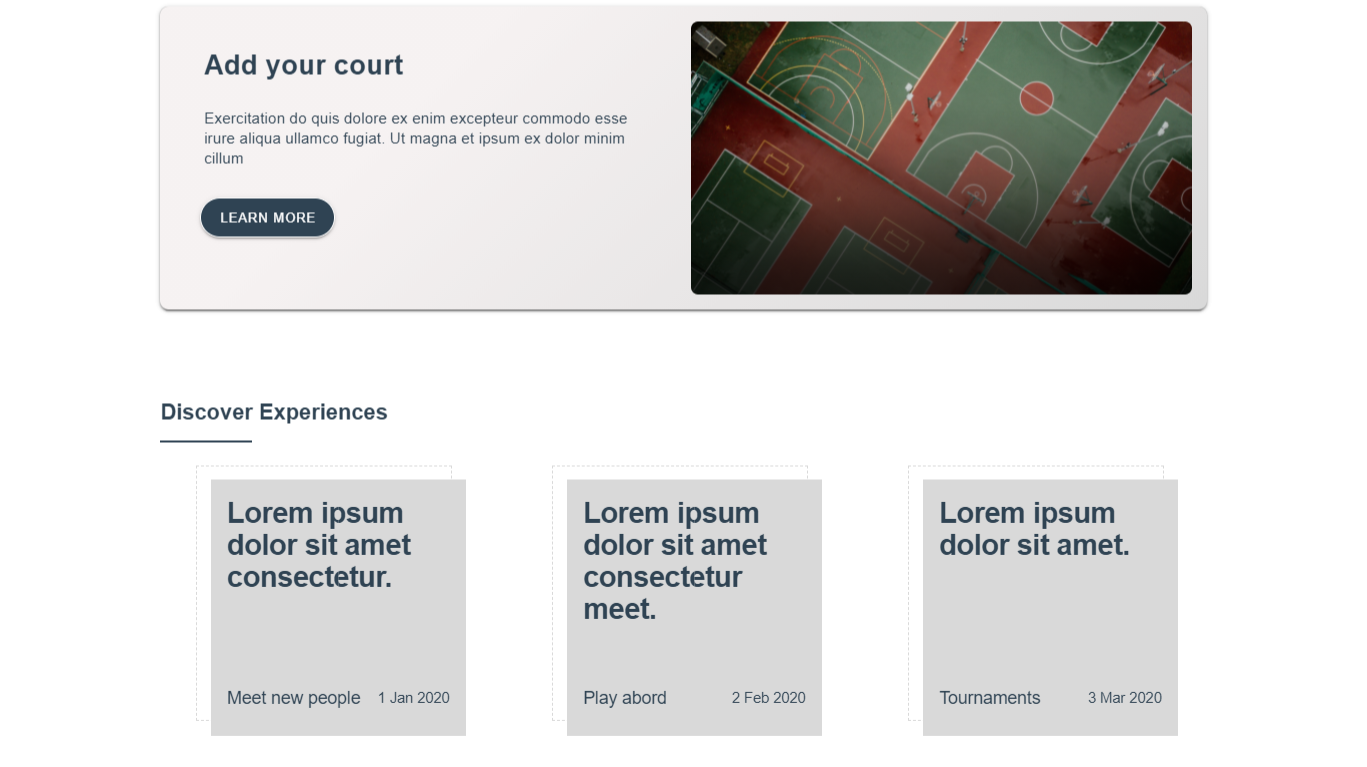 Add your court
Exercitation do quis dolore ex enim excepteur commodo esse
irure aliqua ullamco fugiat. Ut magna et ipsum ex dolor minim
cillum
LEARN MORE
Discover Experiences
Lorem ipsum
dolor sit amet
consectetur.
Meet new people 1 Jan 2020
Lorem ipsum
dolor sit amet
consectetur
meet.
Play abord 2 Feb 2020
Lorem ipsum
dolor sit amet.
Tournaments 3 Mar 2020